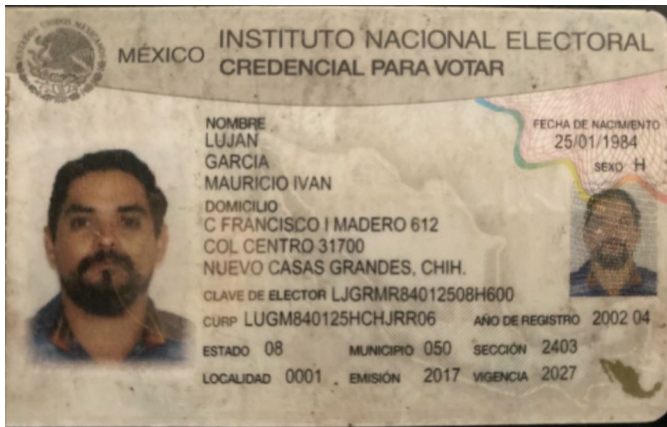 MÉXICO
INSTITUTO NACIONAL ELECTORAL
CREDENCIAL PARA VOTAR
NOMBRE
LUJAN
GARCIA
MAURICIO IVAN
FECHA DE NACIMIENTO
25/01/1984
SEXO H
DOMICILIO
C FRANCISCO I MADERO 612
COL CENTRO 31700
NUEVO CASAS GRANDES, CHIH.
CLAVE DE ELECTOR LJGRMR84012508H600
CURP LUGM840125HCHJRR06 AÑO DE REGISTRO 2002 04
ESTADO 08 MUNICIPIO 050 SECCIÓN 2403
LOCALIDAD 0001 EMISIÓN 2017 VIGENCIA 2027